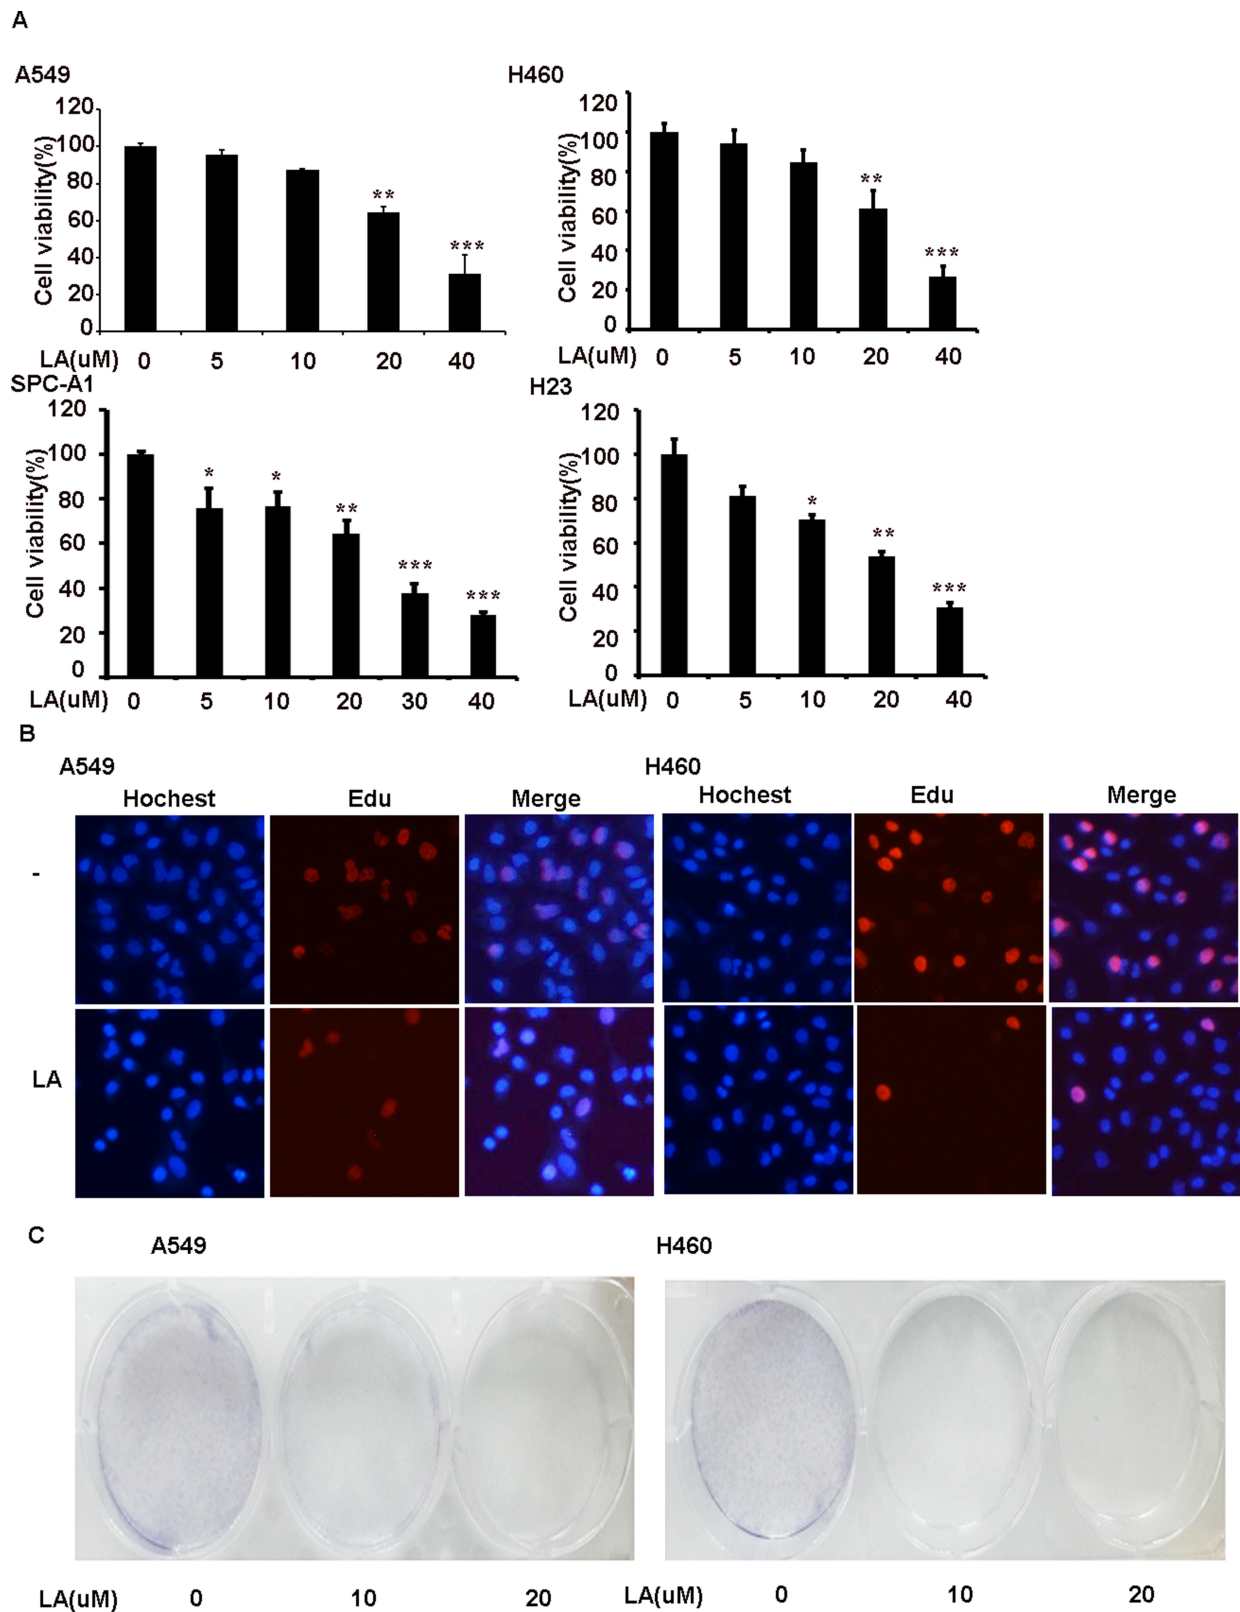 A
A549
H460
Cell viability(%)
120
100
80
60
40
20
0
**
***
LA(uM) 0 5 10 20 40
Cell viability(%)
120
100
80
60
40
20
0
**
***
LA(uM) 0 5 10 20 40
SPC-A1
H23
Cell viability(%)
120
100
80
60
40
20
0
*
*
**
***
***
LA(uM) 0 5 10 20 30 40
Cell viability(%)
120
100
80
60
40
20
0
*
**
***
LA(uM) 0 5 10 20 40
B
A549
H460
Hochest Edu Merge Hochest Edu Merge
-
LA
C
A549
H460
LA(uM) 0 10 20
LA(uM) 0 10 20